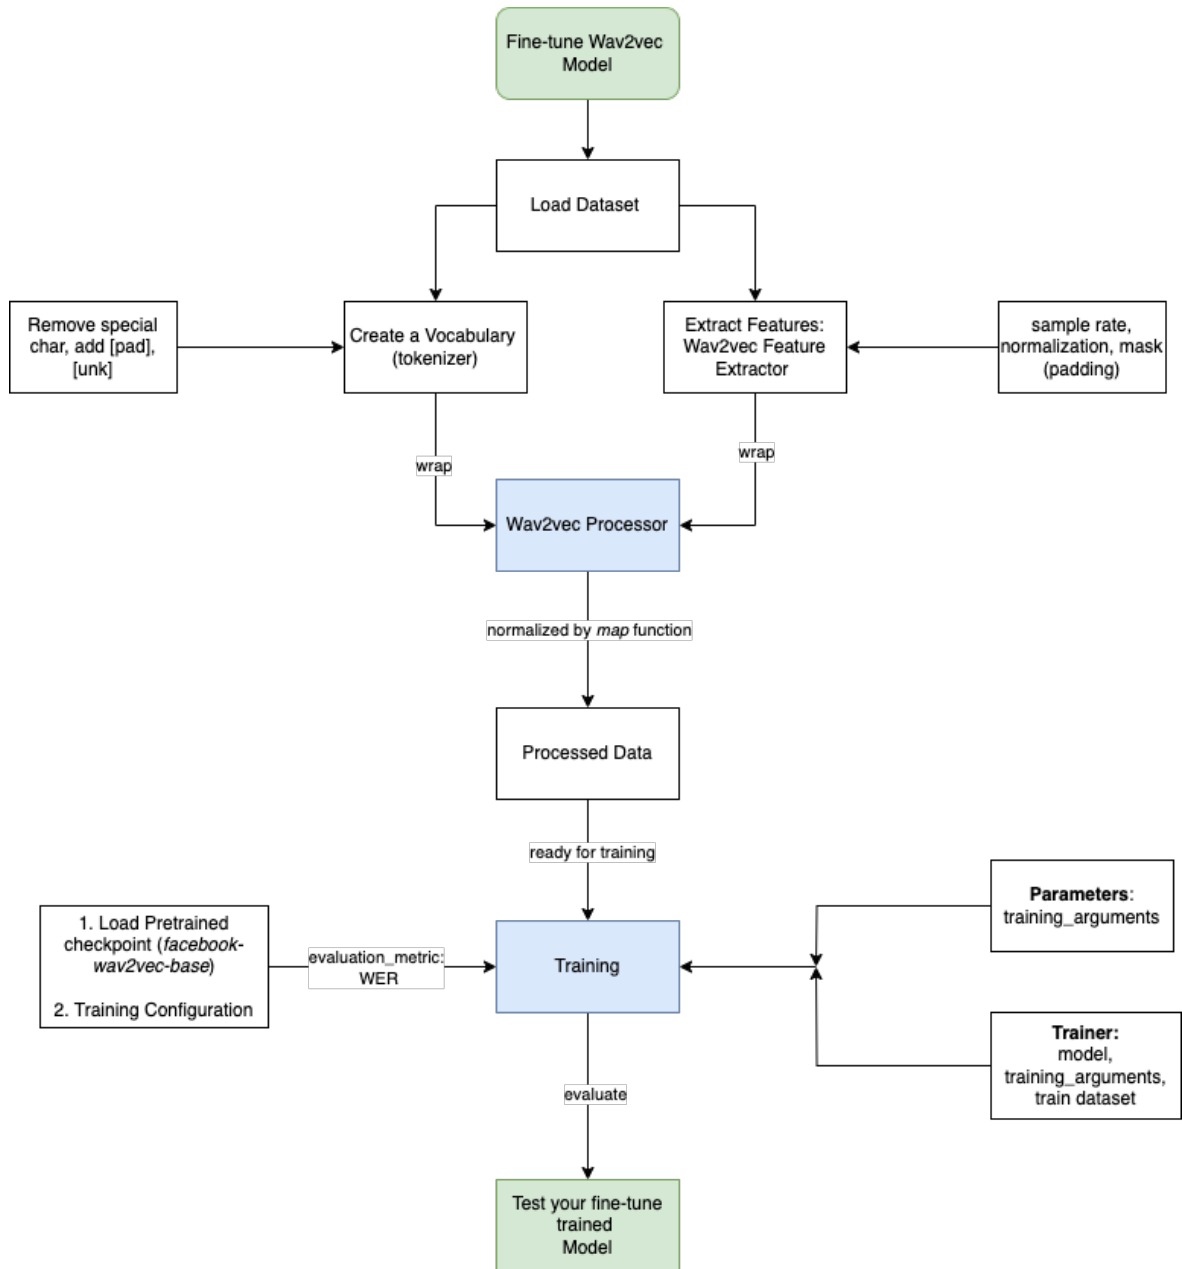 Fine-tune Wav2vec
Model
Load Dataset
Remove special
char, add [pad],
[unk]
Create a Vocabulary
(tokenizer)
Extract Features:
Wav2vec Feature
Extractor
sample rate,
normalization, mask
(padding)
wrap
wrap
Wav2vec Processor
normalized by map function
Processed Data
ready for training
1. Load Pretrained
checkpoint (facebook-
wav2vec-base)
2. Training Configuration
evaluation_metric:
WER
Training
Parameters:
training_arguments
Trainer:
model,
training_arguments,
train dataset
evaluate
Test your fine-tune
trained
Model